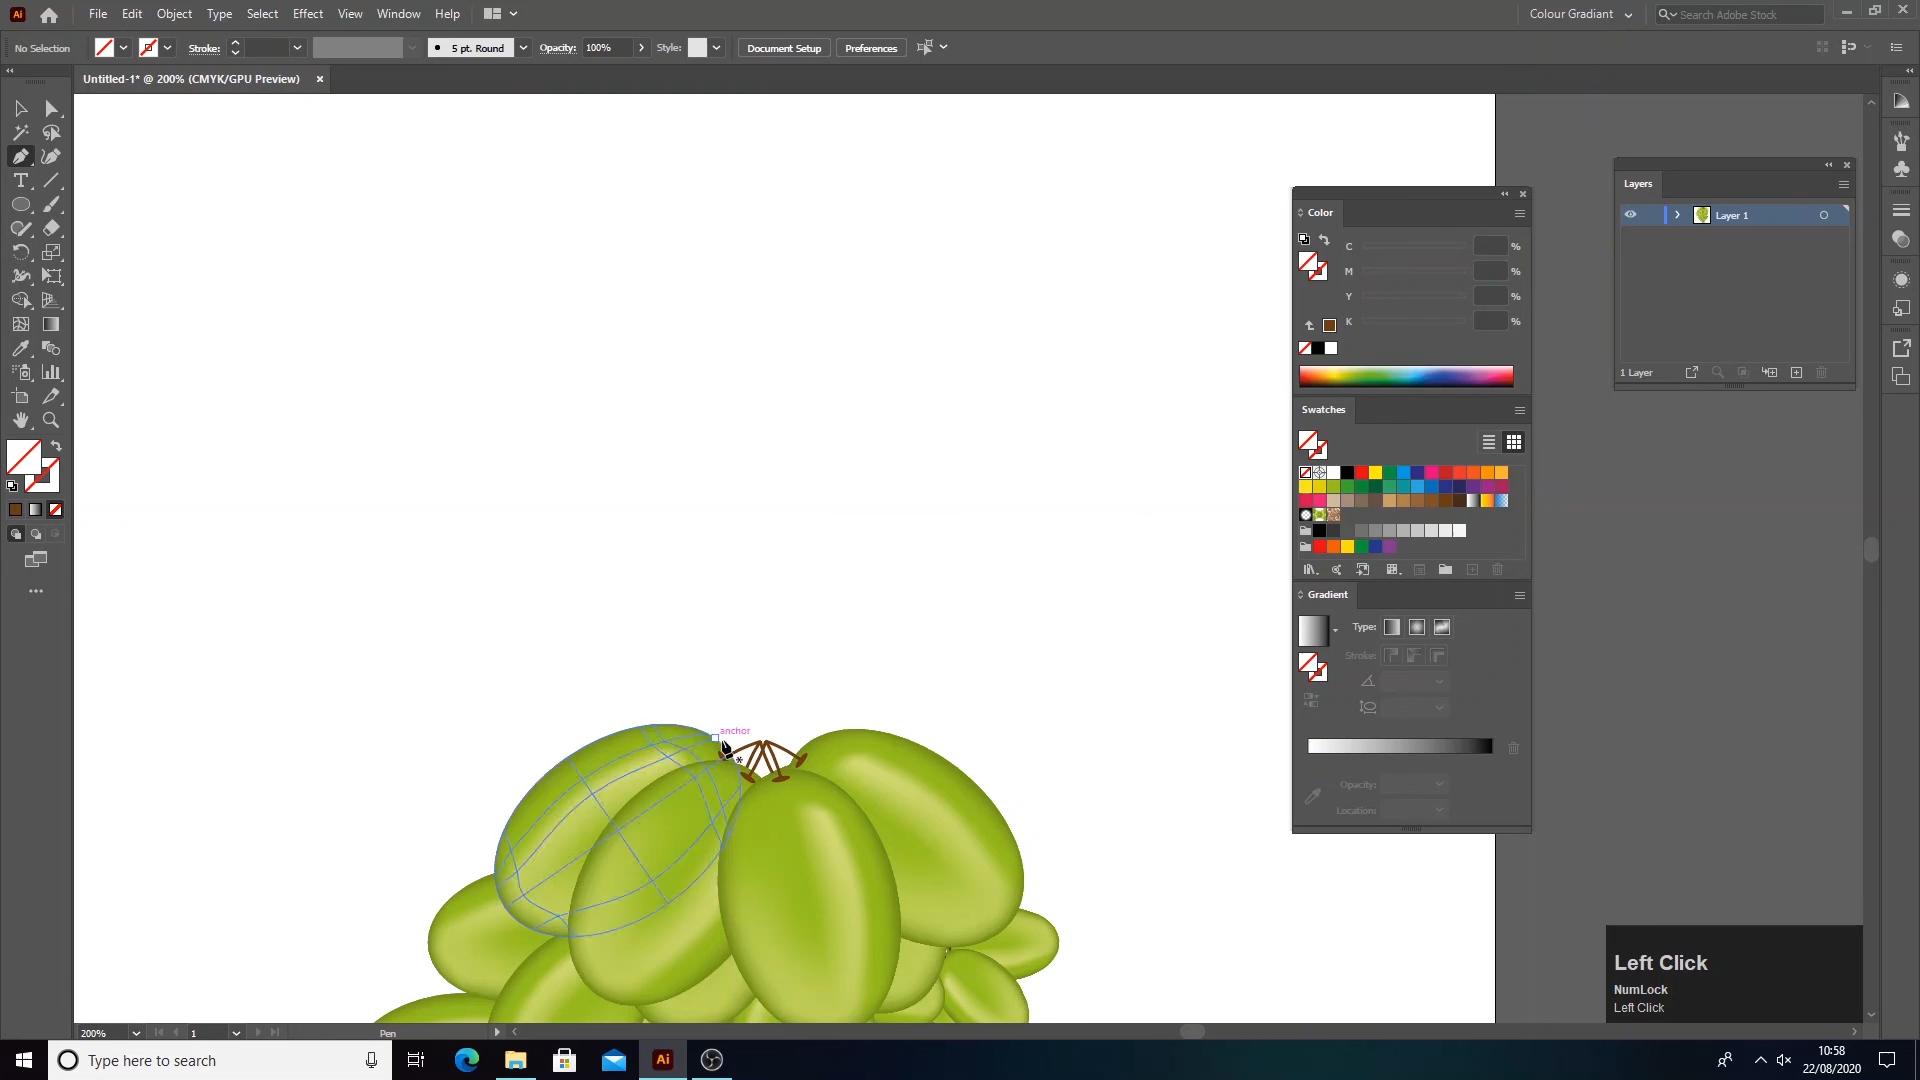 Ai File Edit Object Type Select Effect View Window Help Colour Gradient Search Adobe Stock
No Selection Stroke: 5 pt. Round Opacity: 100% Style: Document Setup Preferences
Untitled-1* @ 200% (CMYK/GPU Preview)
Layers
Layer 1
1 Layer
Color
C %
M %
Y %
K %
Swatches
Gradient
Type:
Stroke:
Opacity:
Location:
anchor
Left Click
NumLock
Left Click
200% 1 Pen
Type here to search
Ai
10:58
22/08/2020